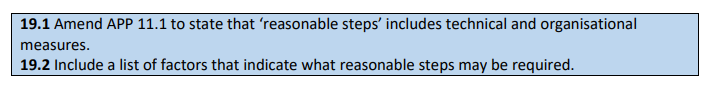 19.1 Amend APP 11.1 to state that ‘reasonable steps’ includes technical and organisational
measures.
19.2 Include a list of factors that indicate what reasonable steps may be required.